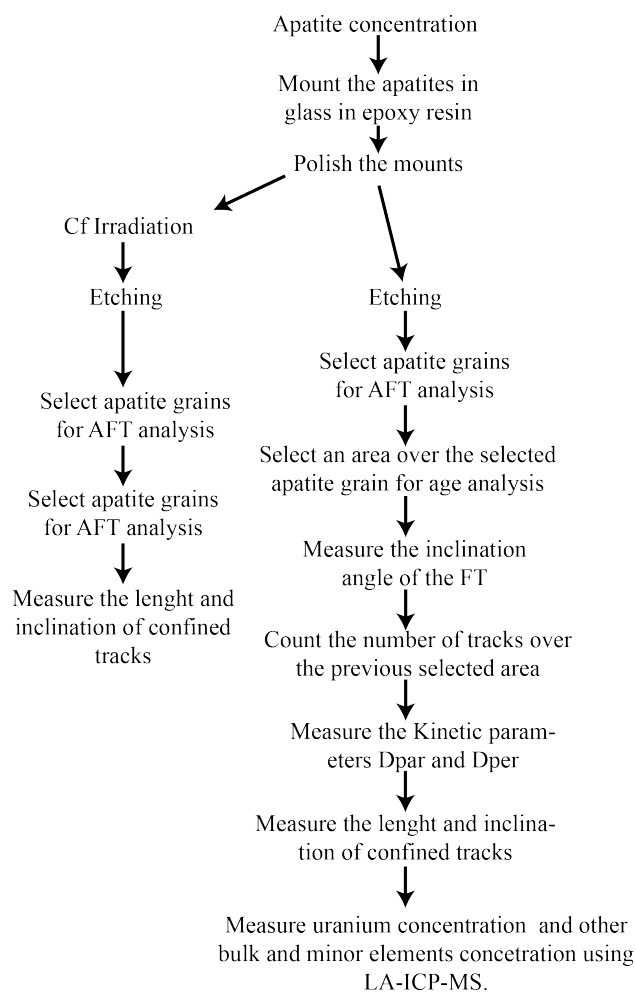 Apatite concentration
Mount the apatites in
glass in epoxy resin
Polish the mounts
Cf Irradiation
Etching
Select apatite grains
for AFT analysis
Select apatite grains
for AFT analysis
Measure the lenght and
inclination of confined
tracks
Etching
Select apatite grains
for AFT analysis
Select an area over the selected
apatite grain for age analysis
Measure the inclination
angle of the FT
Count the number of tracks over
the previous selected area
Measure the Kinetic param-
eters Dpar and Dper
Measure the lenght and inclina-
tion of confined tracks
Measure uranium concentration and other
bulk and minor elements concetration using
LA-ICP-MS.